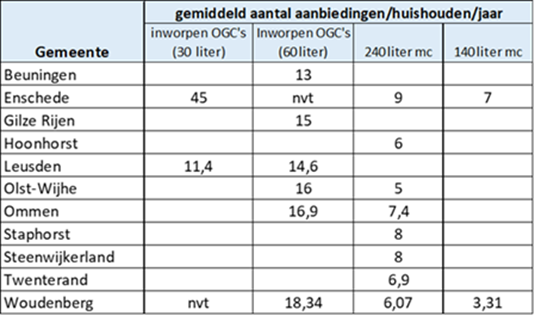 gemiddeld aantal aanbiedingen/huishouden/jaar
Gemeente inworpen OGC's (30 liter) Inworpen OGC's (60 liter) 240 liter mc 140 liter mc
Beuningen 13
Enschede 45 nvt 9 7
Gilze Rijen 15
Hoonhorst 6
Leusden 11,4 14,6
Olst-Wijhe 16 5
Ommen 16,9 7,4
Staphorst 8
Steenwijkerland 8
Twenterand 6,9
Woudenberg nvt 18,34 6,07 3,31